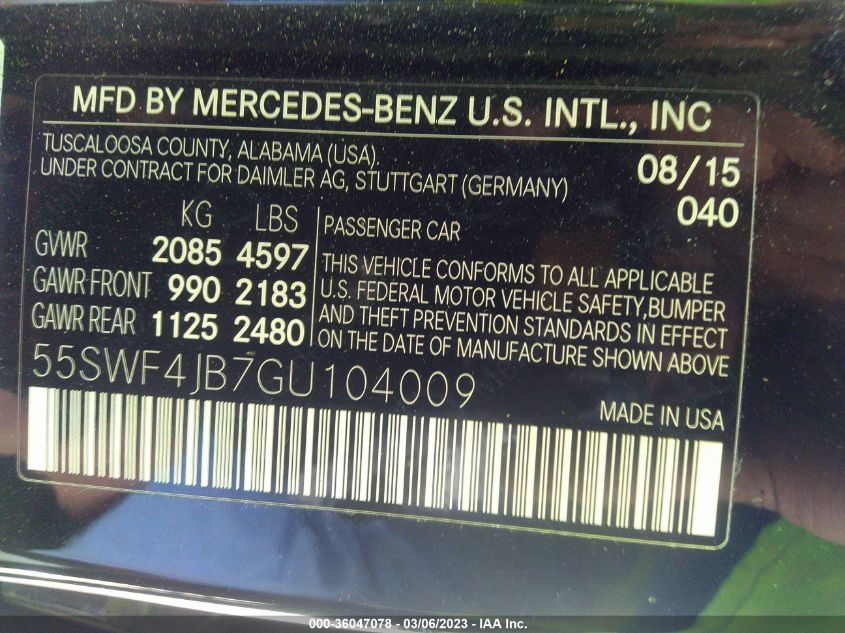 MFD BY MERCEDES-BENZ U.S. INTL., INC
TUSCALOOSA COUNTY, ALABAMA (USA).
UNDER CONTRACT FOR DAIMLER AG, STUTTGART (GERMANY)
08/15
040
KG LBS
GVWR 2085 4597
GAWR-FRONT 990 2183
GAWR REAR 1125 2480
PASSENGER CAR
THIS VEHICLE CONFORMS TO ALL APPLICABLE
U.S. FEDERAL MOTOR VEHICLE SAFETY,BUMPER
AND THEFT PREVENTION STANDARDS IN EFFECT
ON THE DATE OF MANUFACTURE SHOWN ABOVE
55SWF4JB7GU104009
MADE IN USA
000-36047078 - 03/06/2023 - IAA Inc.